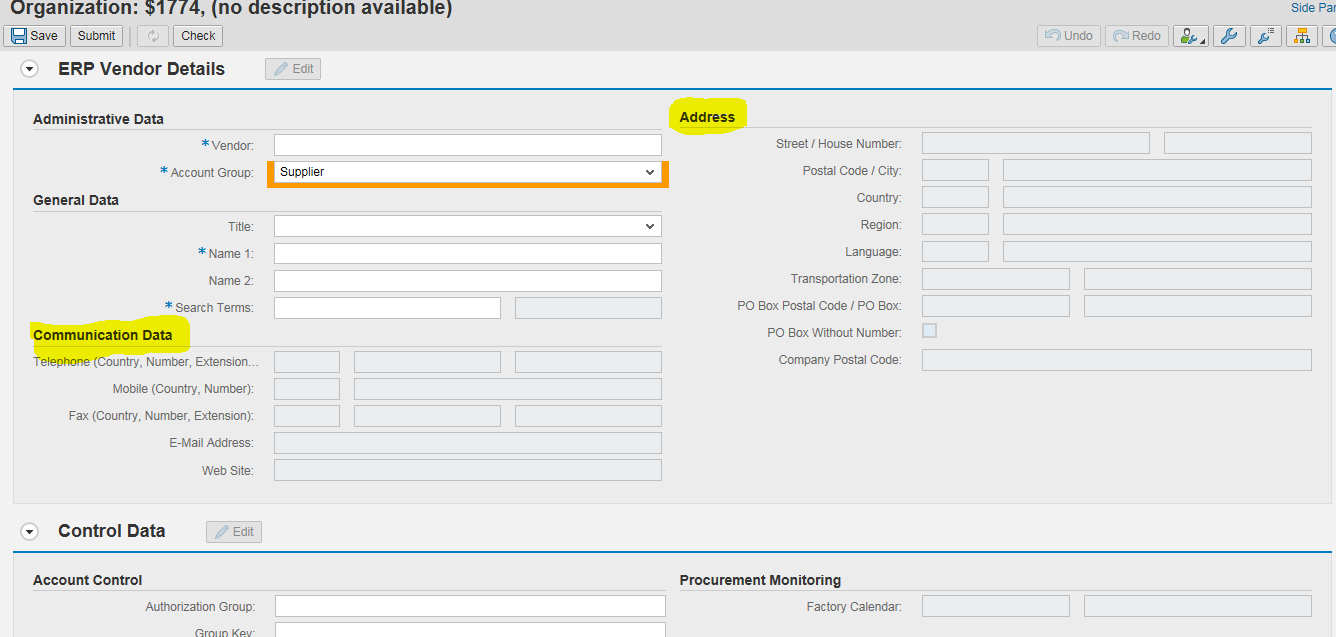 Organization: $1774, (no description available)
Side Par
Save Submit Check Undo Redo
ERP Vendor Details Edit
Administrative Data
* Vendor:
* Account Group: Supplier
General Data
Title:
* Name 1:
Name 2:
* Search Terms:
Communication Data
Telephone (Country, Number, Extension...
Mobile (Country, Number):
Fax (Country, Number, Extension):
E-Mail Address:
Web Site:
Address
Street / House Number:
Postal Code / City:
Country:
Region:
Language:
Transportation Zone:
PO Box Postal Code / PO Box:
PO Box Without Number:
Company Postal Code:
Control Data Edit
Account Control
Authorization Group:
Group Key:
Procurement Monitoring
Factory Calendar: